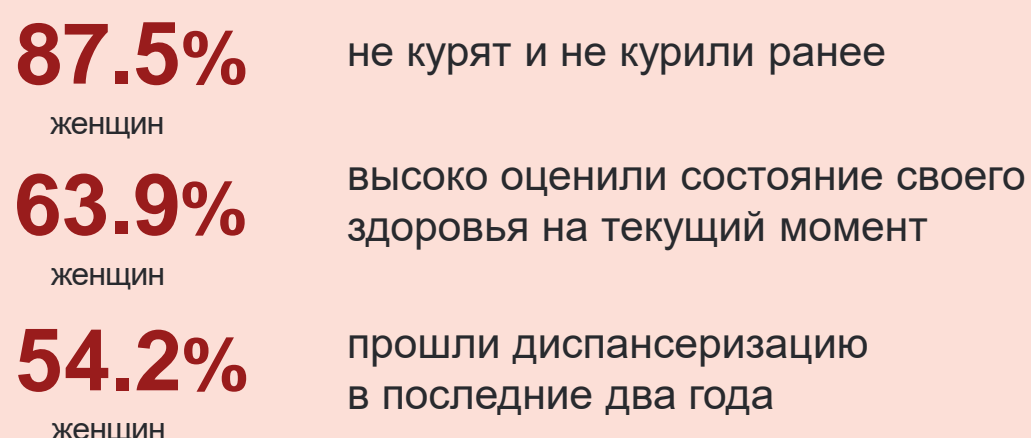 87.5%
не курят и не курили ранее
женщин
63.9%
высоко оценили состояние своего
здоровья на текущий момент
женщин
54.2%
прошли диспансеризацию
в последние два года
женщин